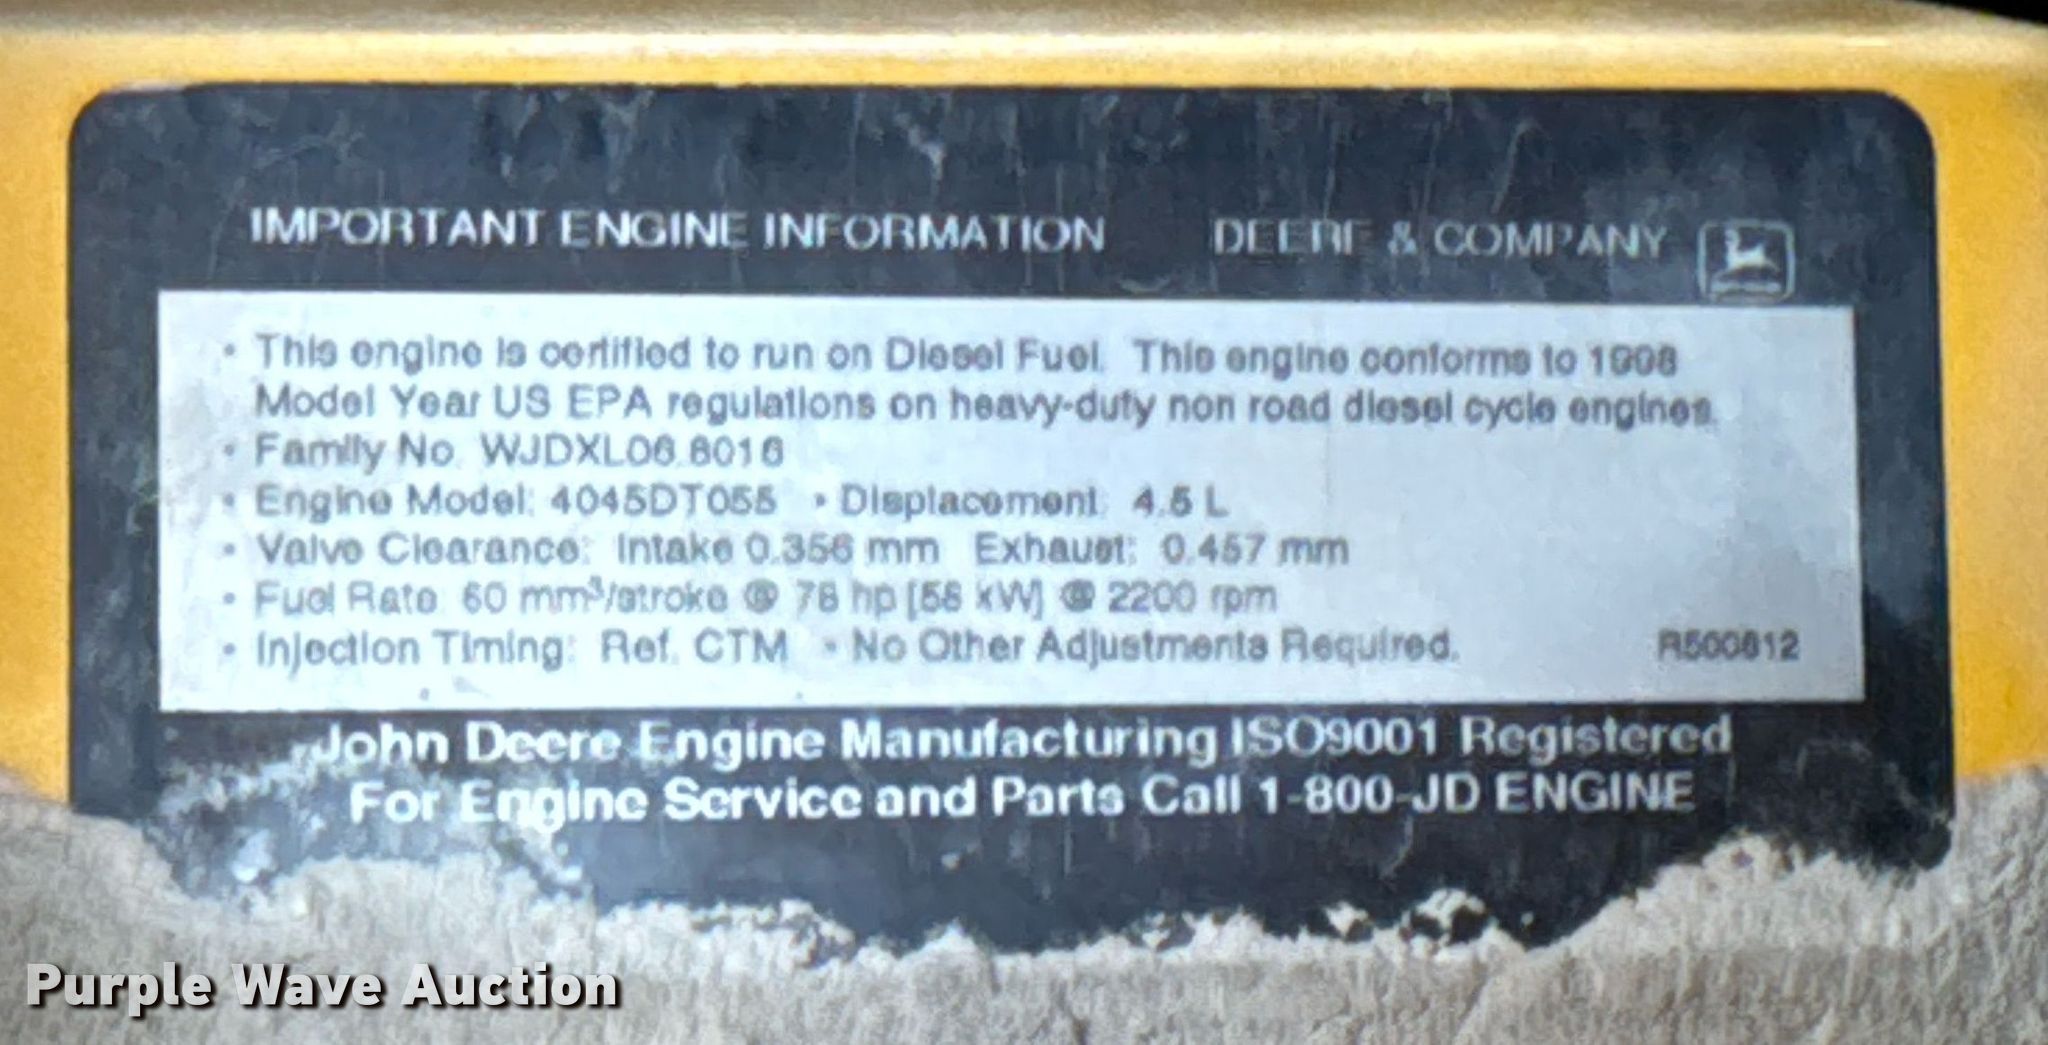 IMPORTANT ENGINE INFORMATION DEERE & COMPANY
• This engine is certified to run on Diesel Fuel. This engine conforms to 1998
Model Year US EPA regulations on heavy-duty non road diesel cycle engines.
• Family No. WJDXL06.8016
• Engine Model: 4045DT055 • Displacement: 4.5 L
• Valve Clearance: Intake 0.356 mm Exhaust: 0.457 mm
• Fuel Rate: 60 mm³/stroke @ 78 hp [58 kW] @ 2200 rpm
• Injection Timing: Ref. CTM • No Other Adjustments Required. R500812
John Deere Engine Manufacturing ISO9001 Registered
For Engine Service and Parts Call 1-800-JD ENGINE
Purple Wave Auction